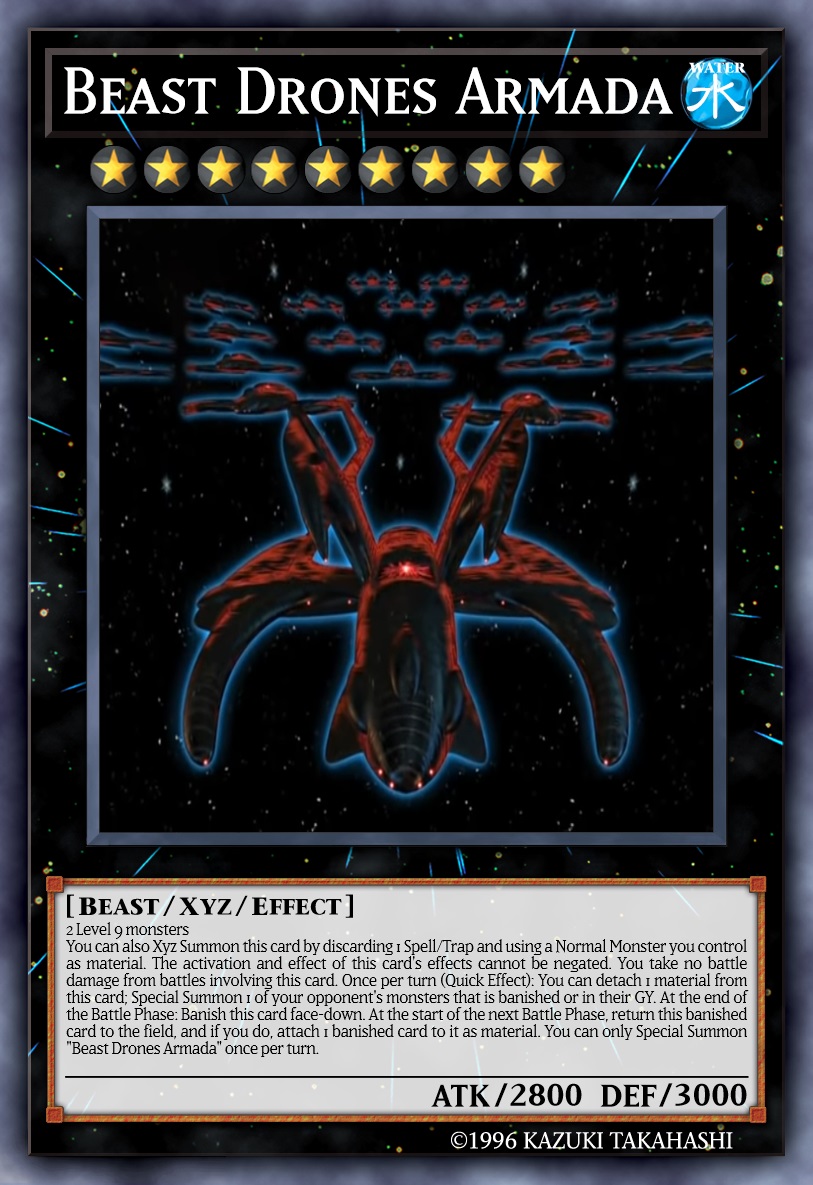 Beast Drones Armada
WATER
水
[Beast/Xyz/Effect]
2 Level 9 monsters
You can also Xyz Summon this card by discarding 1 Spell/Trap and using a Normal Monster you control
as material. The activation and effect of this card's effects cannot be negated. You take no battle
damage from battles involving this card. Once per turn (Quick Effect): You can detach 1 material from
this card; Special Summon 1 of your opponent's monsters that is banished or in their GY. At the end of
the Battle Phase: Banish this card face-down. At the start of the next Battle Phase, return this banished
card to the field, and if you do, attach 1 banished card to it as material. You can only Special Summon
"Beast Drones Armada" once per turn.
ATK/2800 DEF/3000
©1996 KAZUKI TAKAHASHI